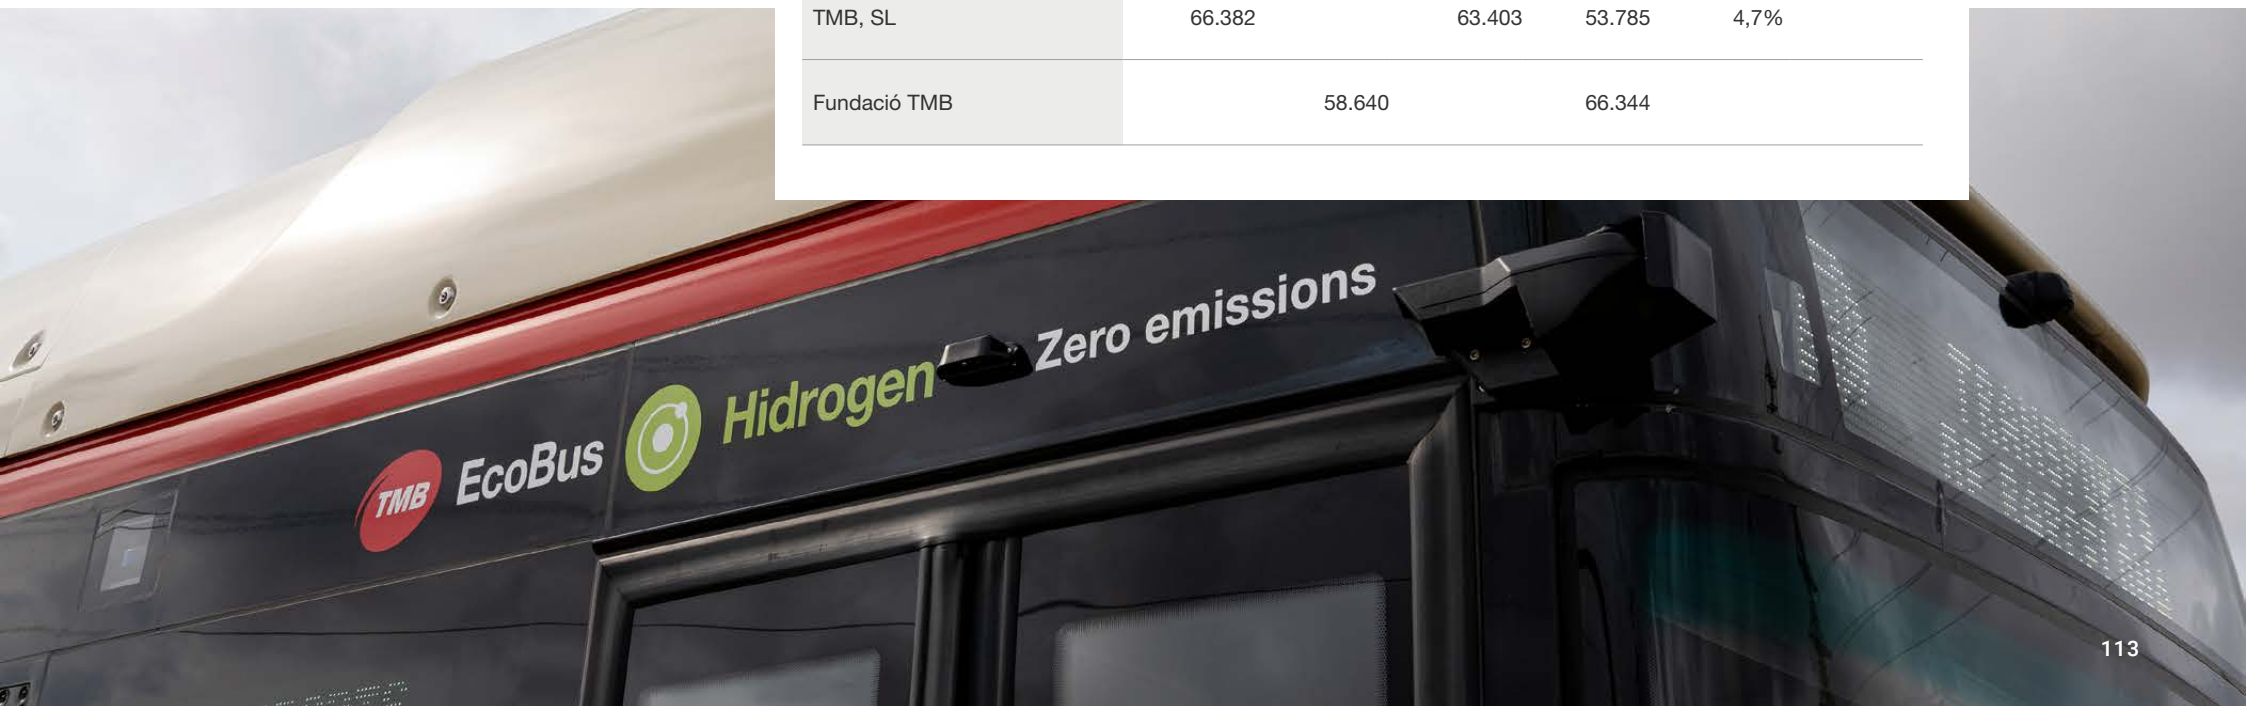 TMB, SL 66.382 63.403 53.785 4,7%
Fundació TMB 58.640 66.344
TMB EcoBus Hidrogen Zero emissions
113